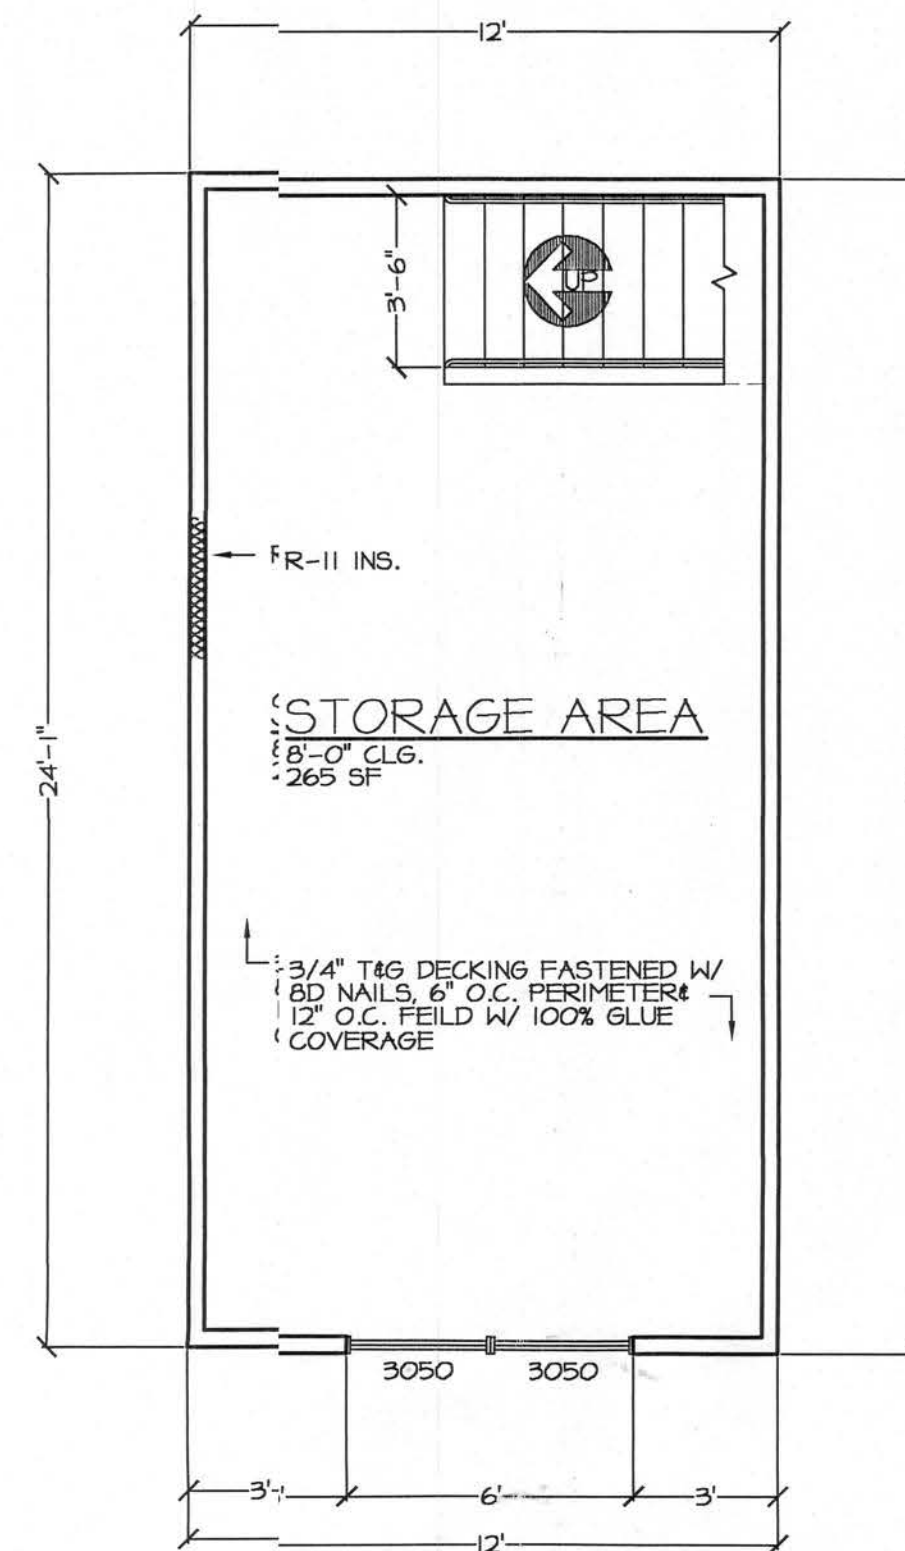 12'
3'-6"
UP
R-11 INS.
24'-1"
STORAGE AREA
8'-0" CLG.
265 SF
3/4" T&G DECKING FASTENED W/
8D NAILS, 6" O.C. PERIMETER&
12" O.C. FEILD W/ 100% GLUE
COVERAGE
3050 3050
3'- 6' 3'
12'